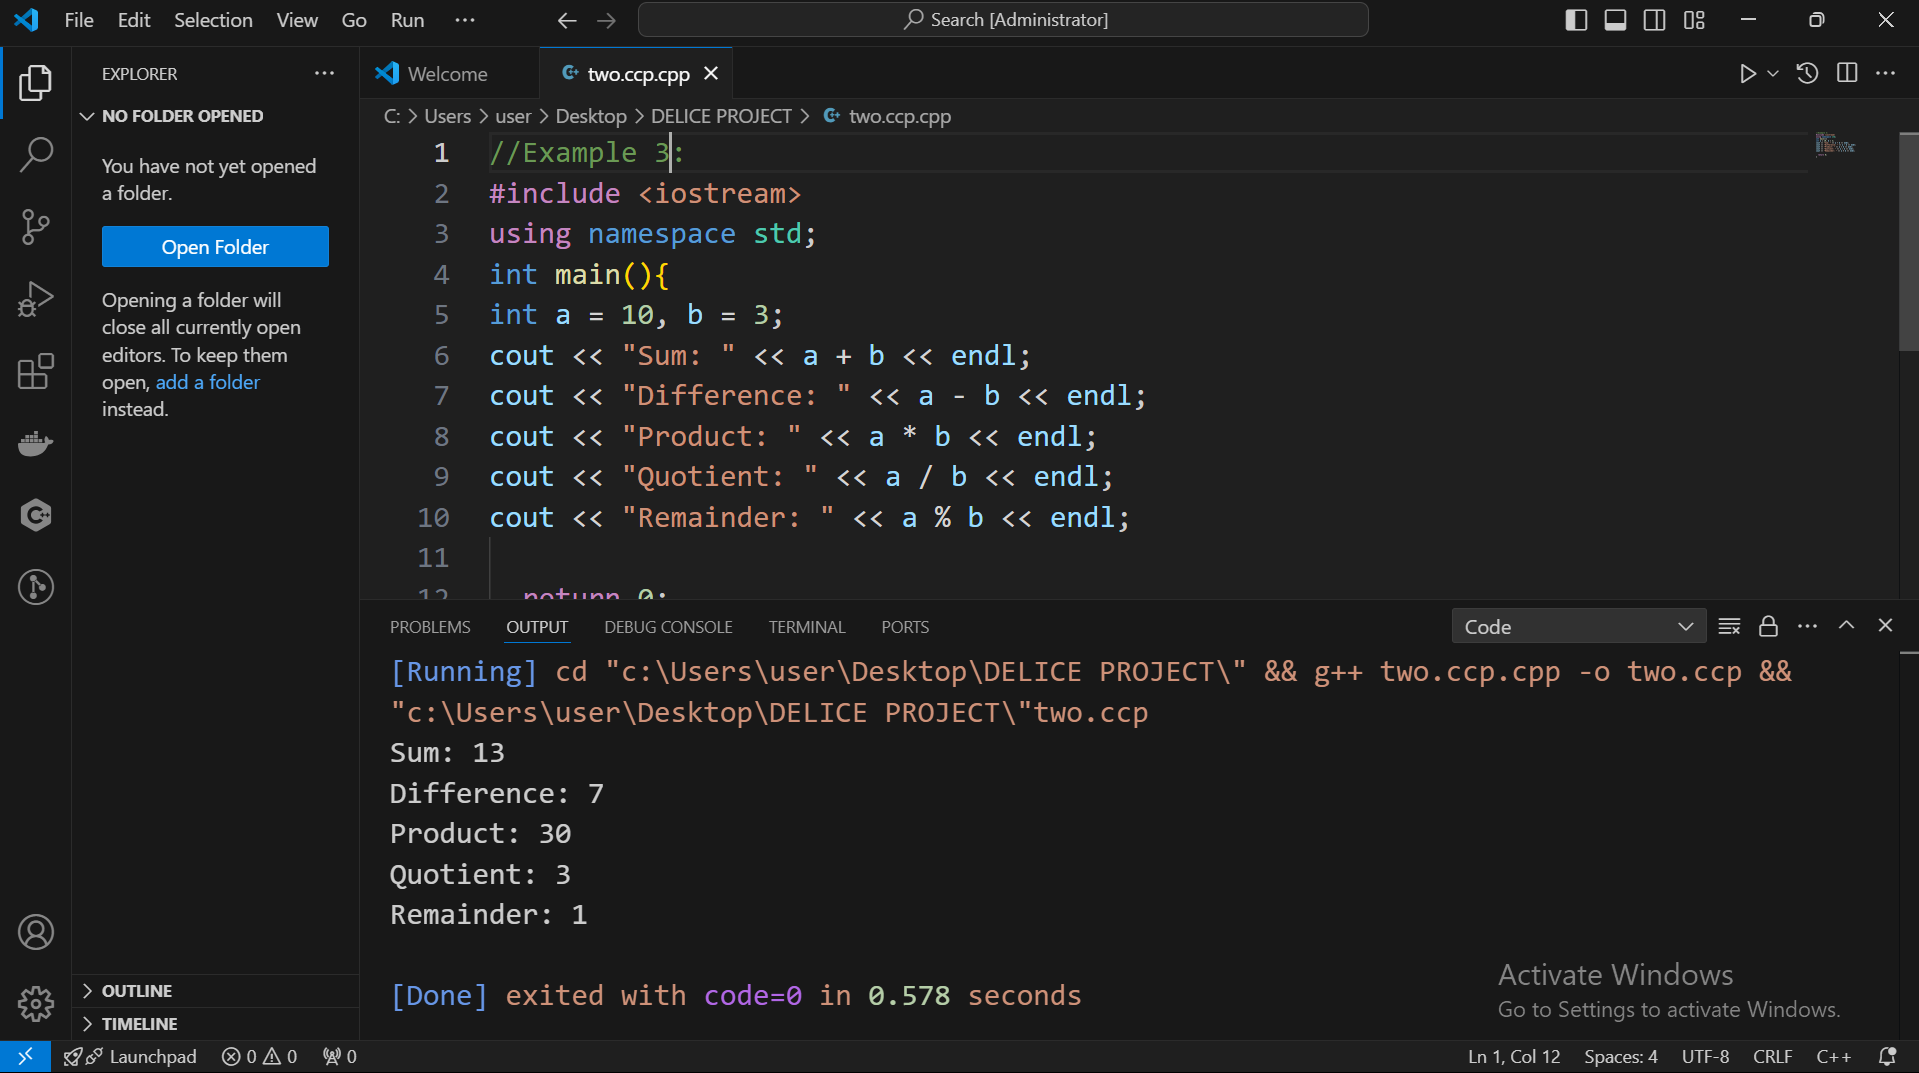 File Edit Selection View Go Run ··· Search [Administrator]
EXPLORER ···
NO FOLDER OPENED
You have not yet opened
a folder.
Open Folder
Opening a folder will
close all currently open
editors. To keep them
open, add a folder
instead.
OUTLINE
TIMELINE
Welcome two.ccp.cpp
C: > Users > user > Desktop > DELICE PROJECT > two.ccp.cpp
1 //Example 3:
2 #include <iostream>
3 using namespace std;
4 int main(){
5 int a = 10, b = 3;
6 cout << "Sum: " << a + b << endl;
7 cout << "Difference: " << a - b << endl;
8 cout << "Product: " << a * b << endl;
9 cout << "Quotient: " << a / b << endl;
10 cout << "Remainder: " << a % b << endl;
11
12 return 0;
PROBLEMS OUTPUT DEBUG CONSOLE TERMINAL PORTS Code
[Running] cd "c:\Users\user\Desktop\DELICE PROJECT\" && g++ two.ccp.cpp -o two.ccp &&
"c:\Users\user\Desktop\DELICE PROJECT\"two.ccp
Sum: 13
Difference: 7
Product: 30
Quotient: 3
Remainder: 1
[Done] exited with code=0 in 0.578 seconds
Activate Windows
Go to Settings to activate Windows.
Launchpad 0 0 0 Ln 1, Col 12 Spaces: 4 UTF-8 CRLF C++